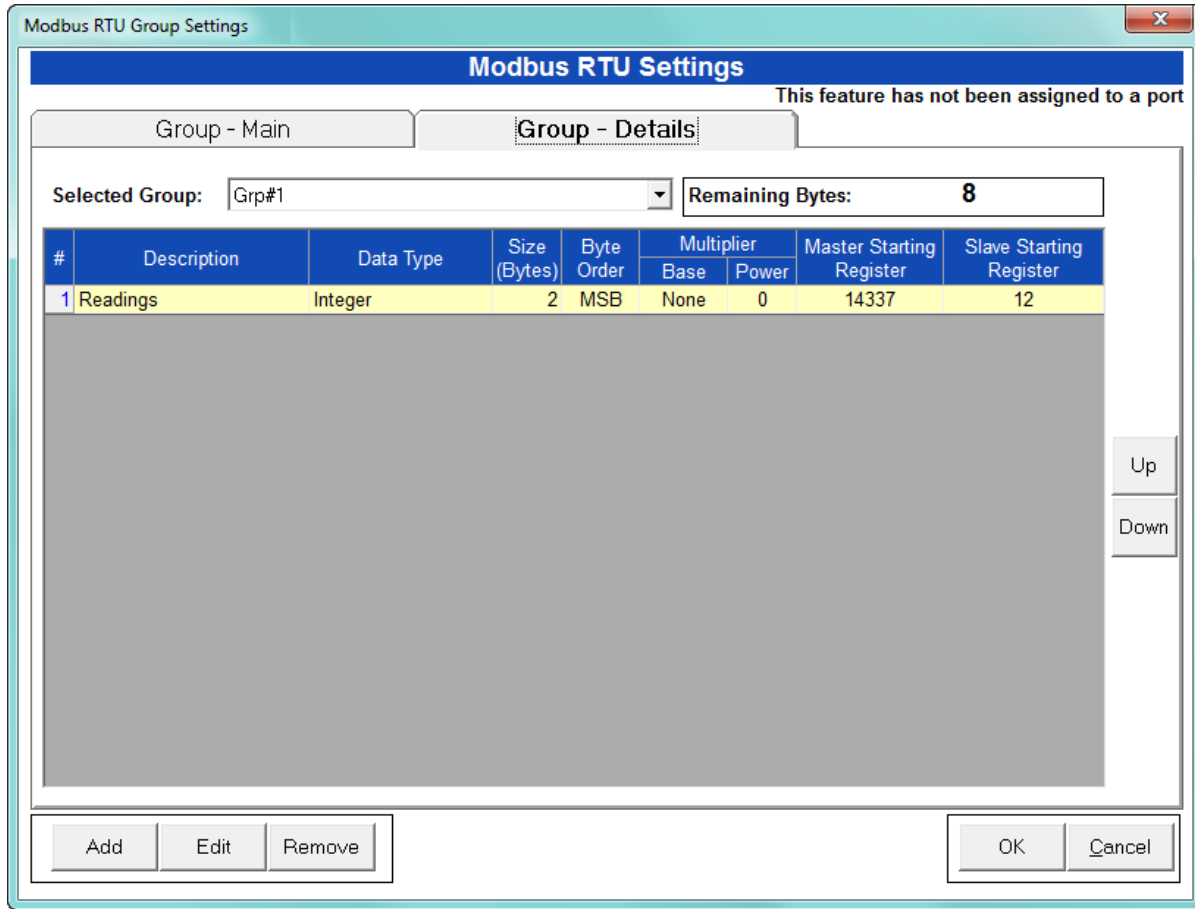 Modbus RTU Group Settings
Modbus RTU Settings
This feature has not been assigned to a port
Group - Main
Group - Details
Selected Group: Grp#1 Remaining Bytes: 8
# Description Data Type Size (Bytes) Byte Order Multiplier Base Power Master Starting Register Slave Starting Register
1 Readings Integer 2 MSB None 0 14337 12
Up
Down
Add Edit Remove OK Cancel